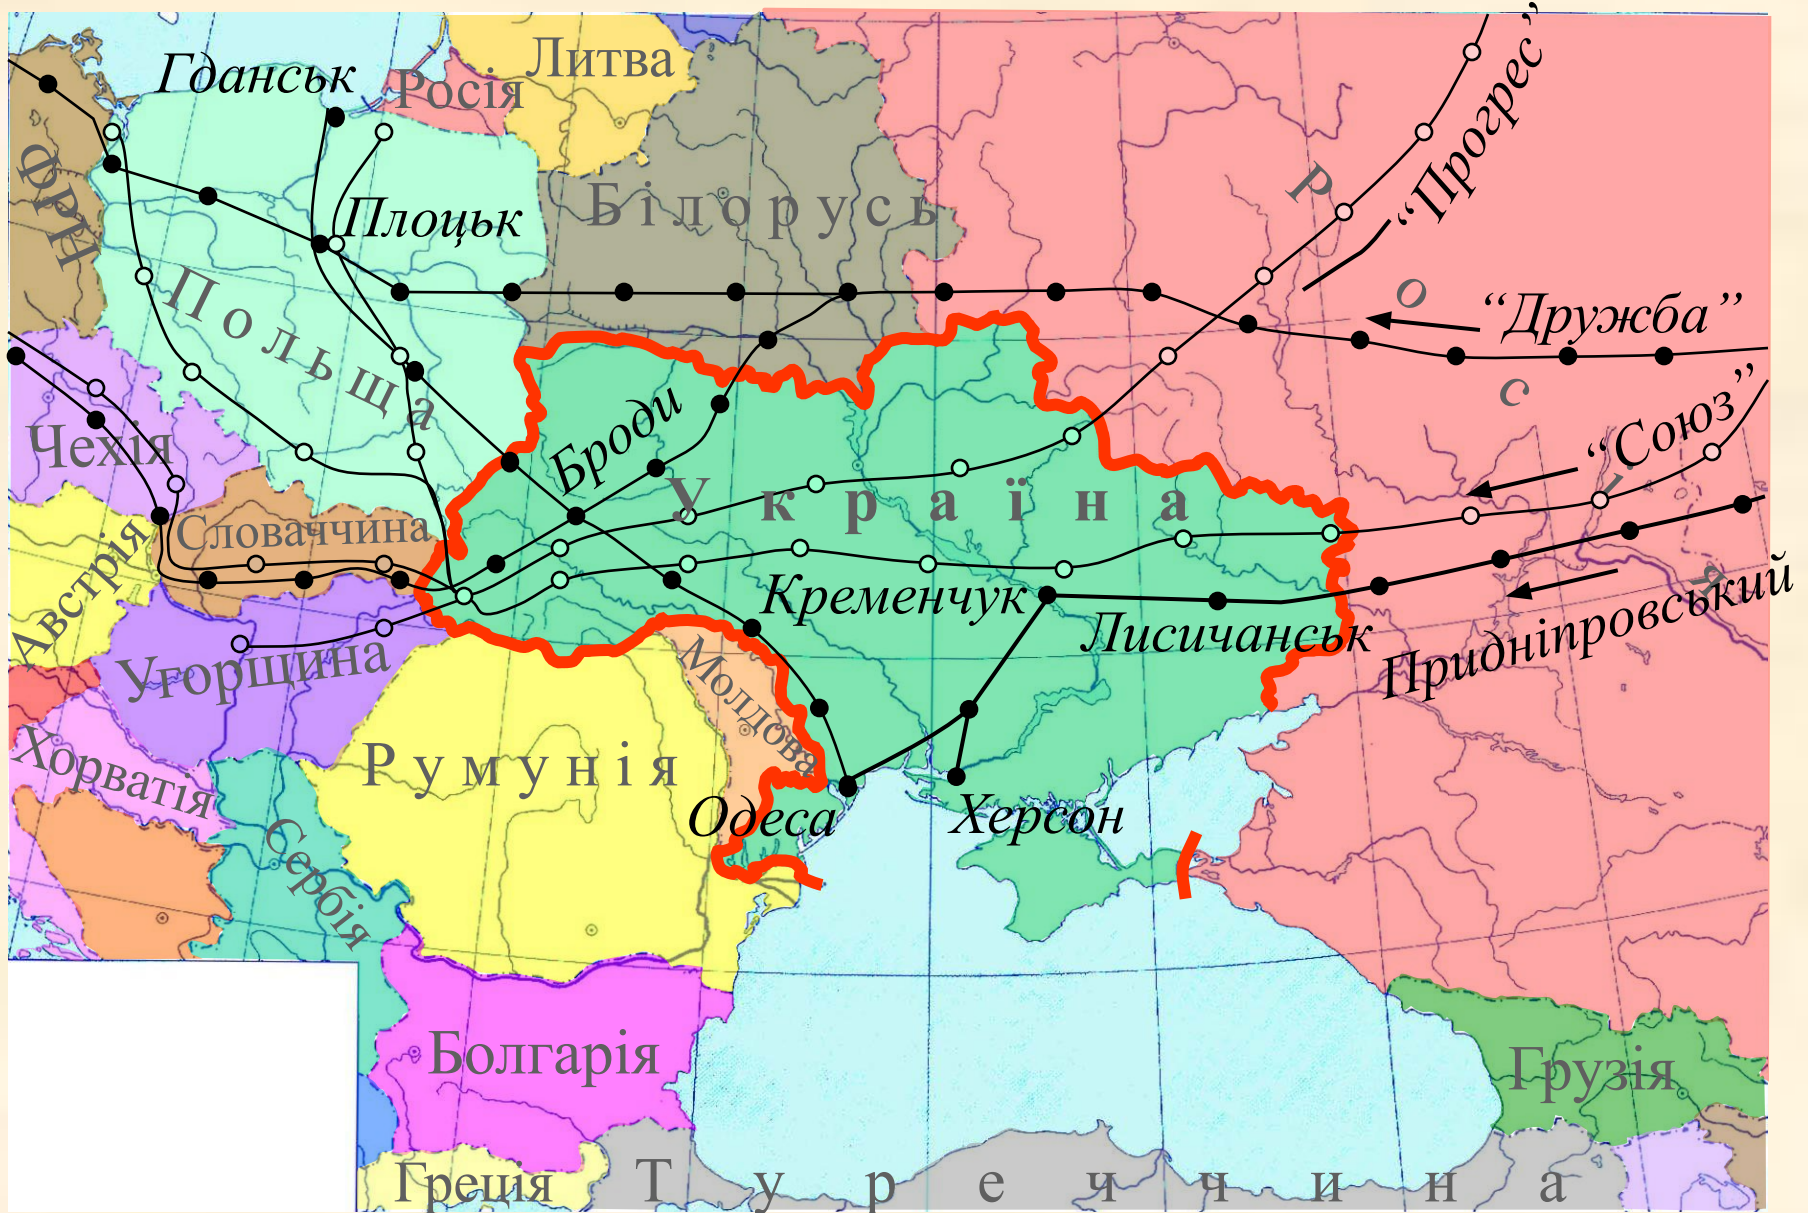 Гданськ
Росія
Литва
“Прогрес”
ФРН
Плоцьк
Білорусь
Росія
Польща
“Дружба”
Броди
“Союз”
Чехія
Україна
Словаччина
Австрія
Кременчук
Лисичанськ
Придніпровський
Угорщина
Молдова
Хорватія
Румунія
Одеса
Херсон
Сербія
Болгарія
Грузія
Греція
Туреччина